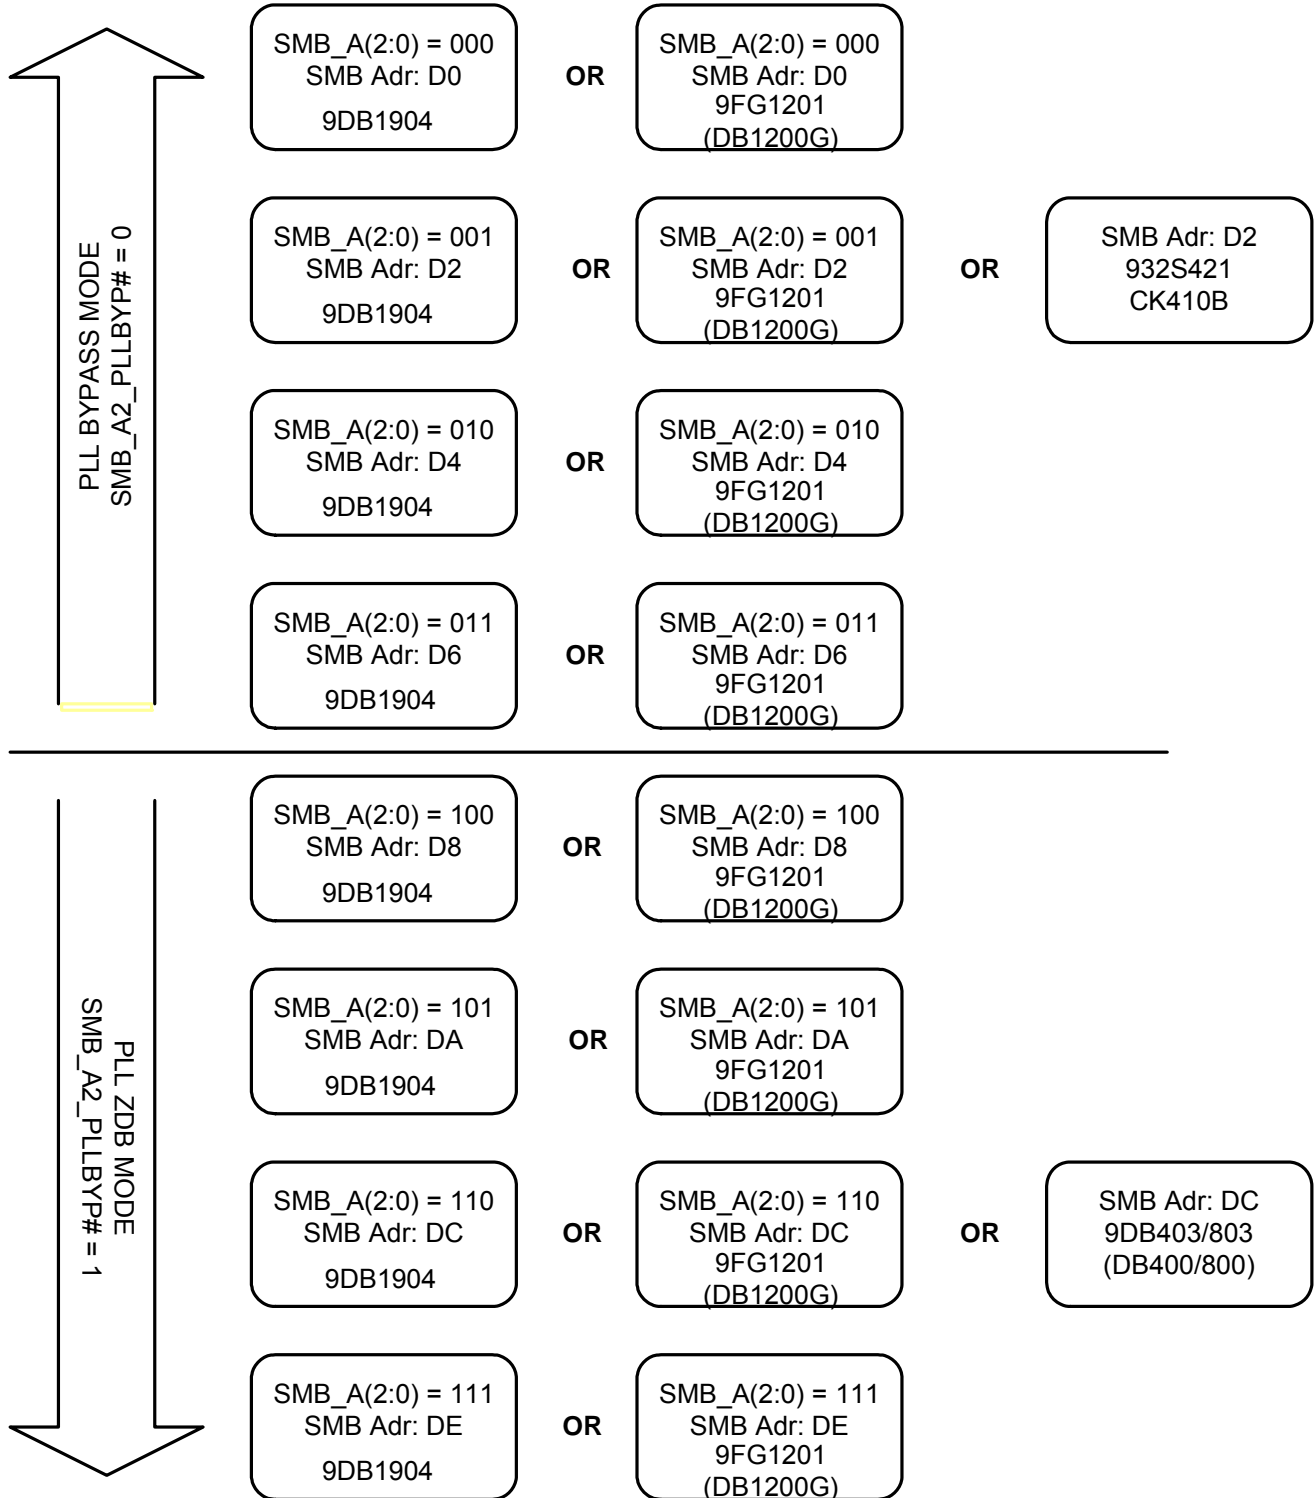 SMB_A(2:0) = 000
SMB Adr: D0
9DB1904
OR
SMB_A(2:0) = 000
SMB Adr: D0
9FG1201
(DB1200G)
PLL BYPASS MODE
SMB_A2_PLLBYP# = 0
SMB_A(2:0) = 001
SMB Adr: D2
9DB1904
OR
SMB_A(2:0) = 001
SMB Adr: D2
9FG1201
(DB1200G)
OR
SMB Adr: D2
932S421
CK410B
SMB_A(2:0) = 010
SMB Adr: D4
9DB1904
OR
SMB_A(2:0) = 010
SMB Adr: D4
9FG1201
(DB1200G)
SMB_A(2:0) = 011
SMB Adr: D6
9DB1904
OR
SMB_A(2:0) = 011
SMB Adr: D6
9FG1201
(DB1200G)
SMB_A(2:0) = 100
SMB Adr: D8
9DB1904
OR
SMB_A(2:0) = 100
SMB Adr: D8
9FG1201
(DB1200G)
PLL ZDB MODE
SMB_A2_PLLBYP# = 1
SMB_A(2:0) = 101
SMB Adr: DA
9DB1904
OR
SMB_A(2:0) = 101
SMB Adr: DA
9FG1201
(DB1200G)
SMB_A(2:0) = 110
SMB Adr: DC
9DB1904
OR
SMB_A(2:0) = 110
SMB Adr: DC
9FG1201
(DB1200G)
OR
SMB Adr: DC
9DB403/803
(DB400/800)
SMB_A(2:0) = 111
SMB Adr: DE
9DB1904
OR
SMB_A(2:0) = 111
SMB Adr: DE
9FG1201
(DB1200G)